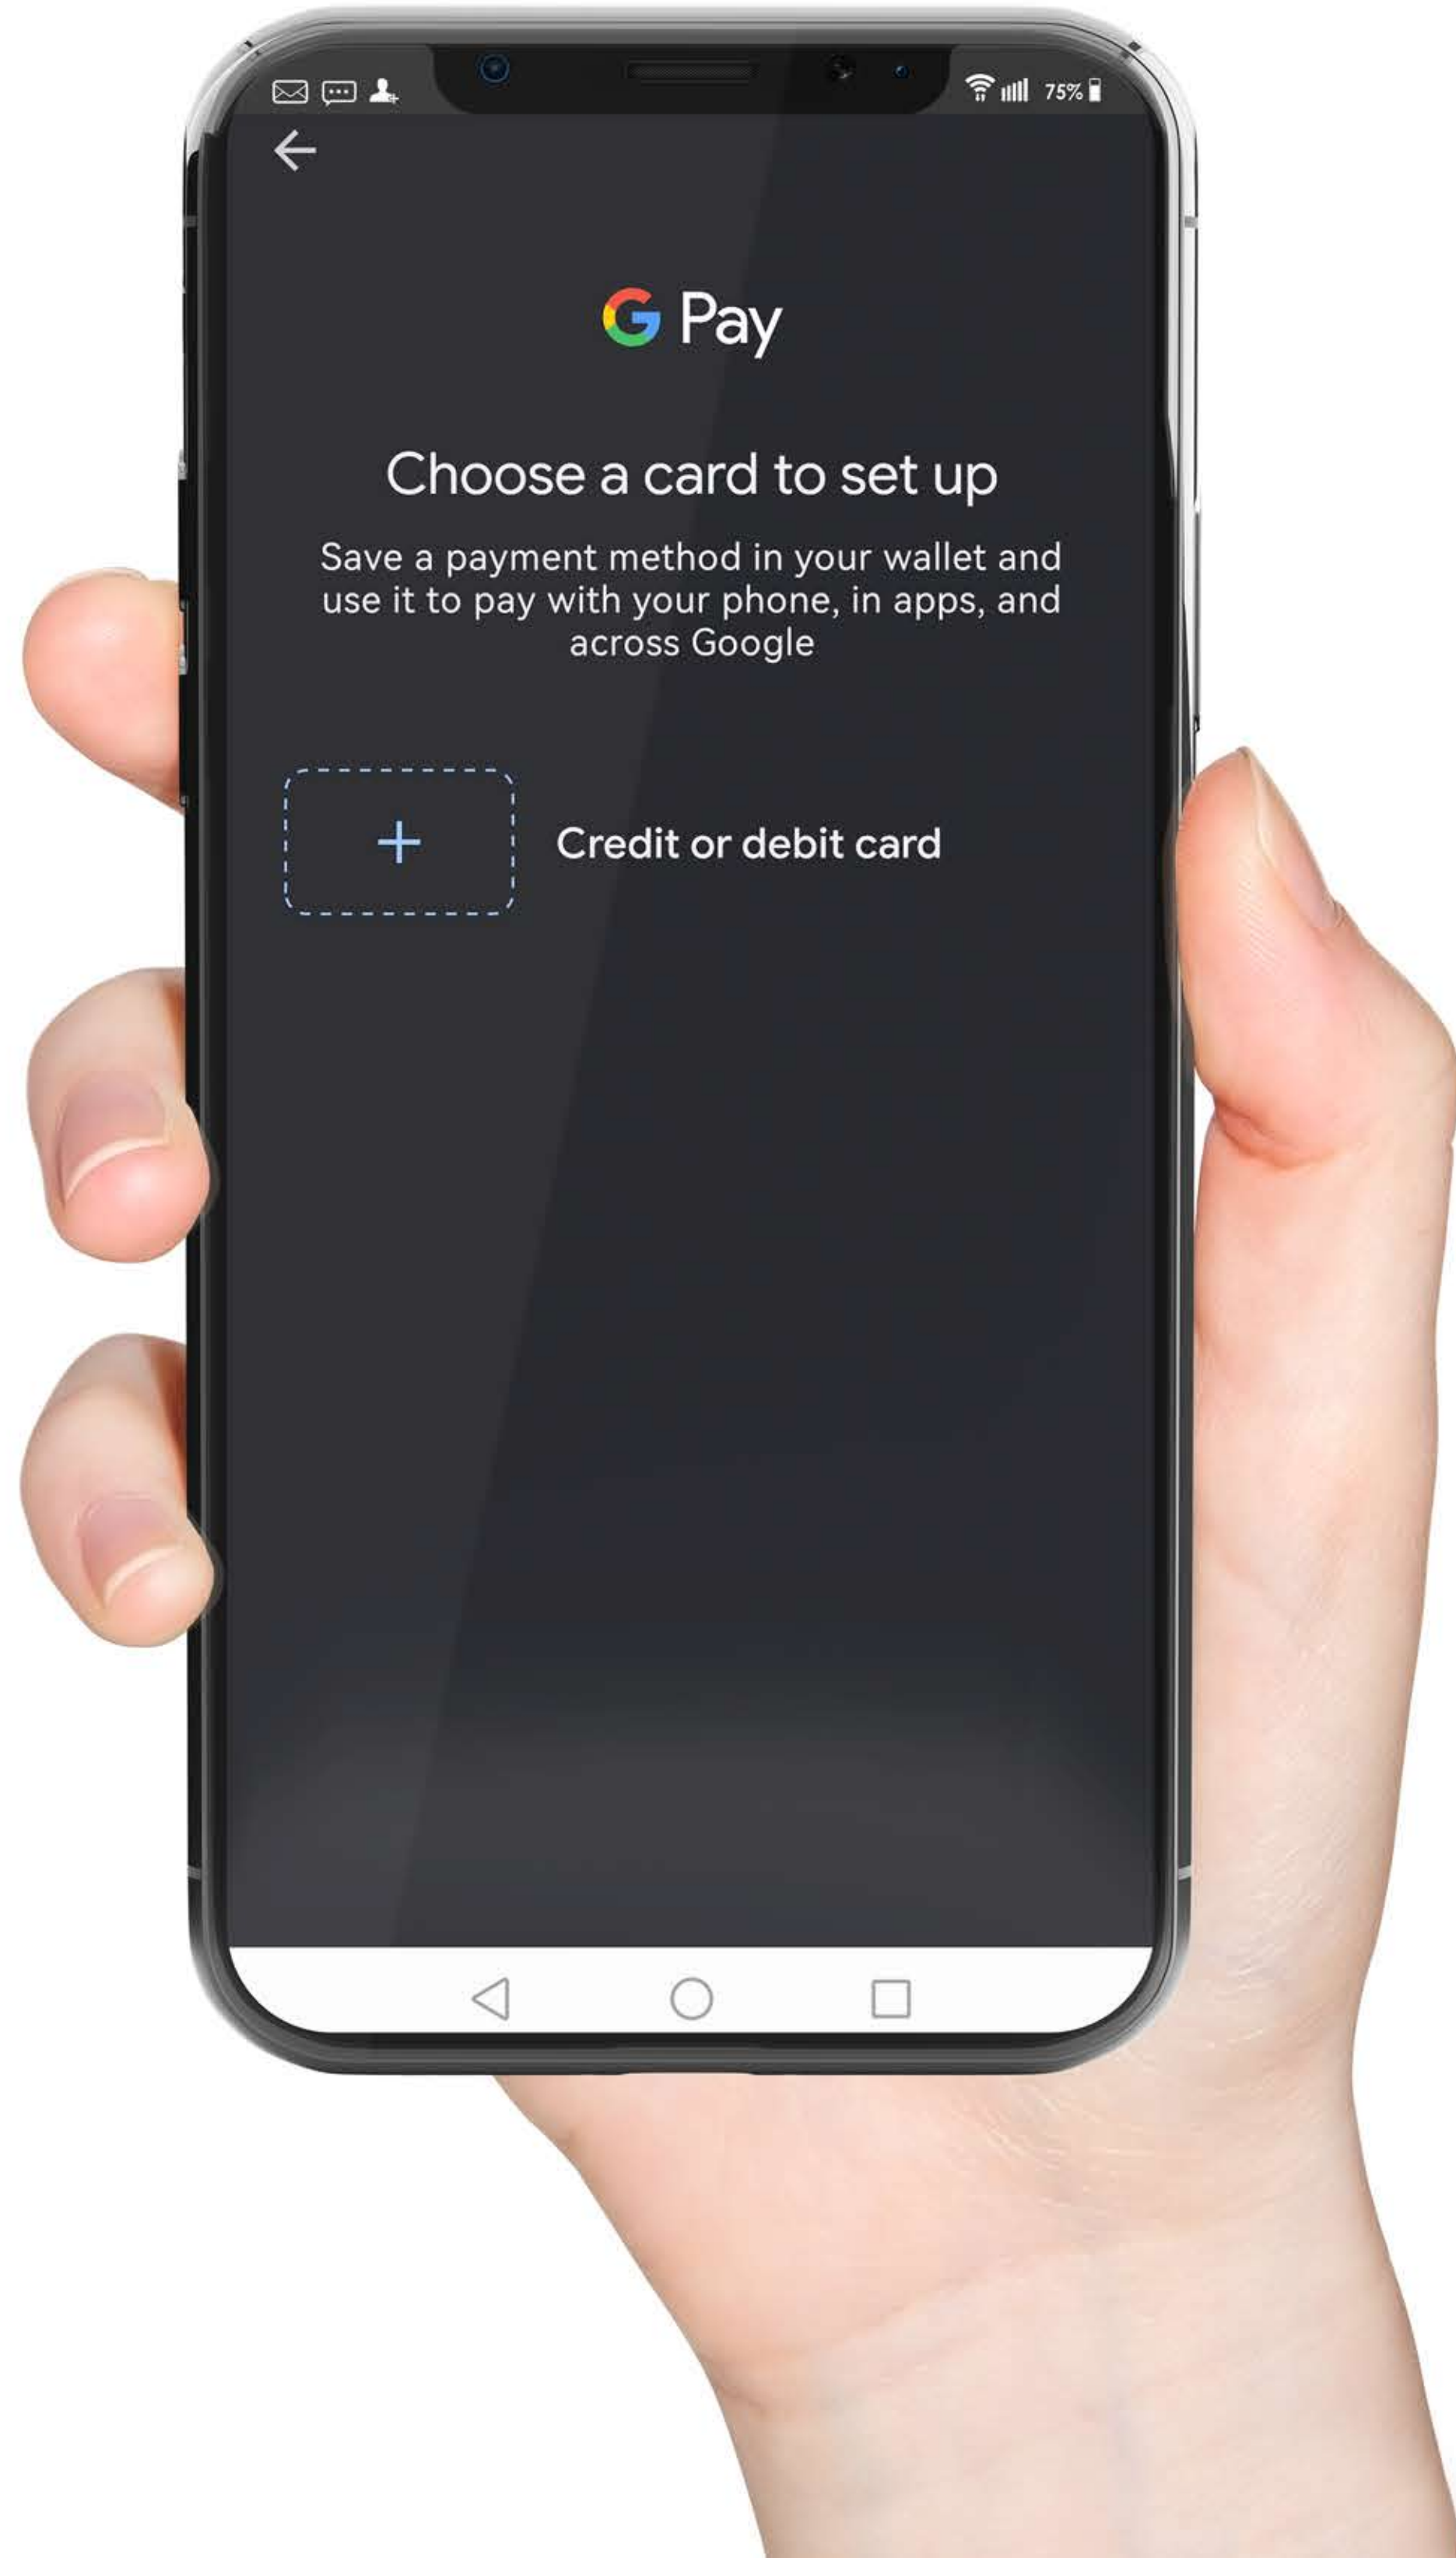 75%
G Pay
Choose a card to set up
Save a payment method in your wallet and
use it to pay with your phone, in apps, and
across Google
Credit or debit card